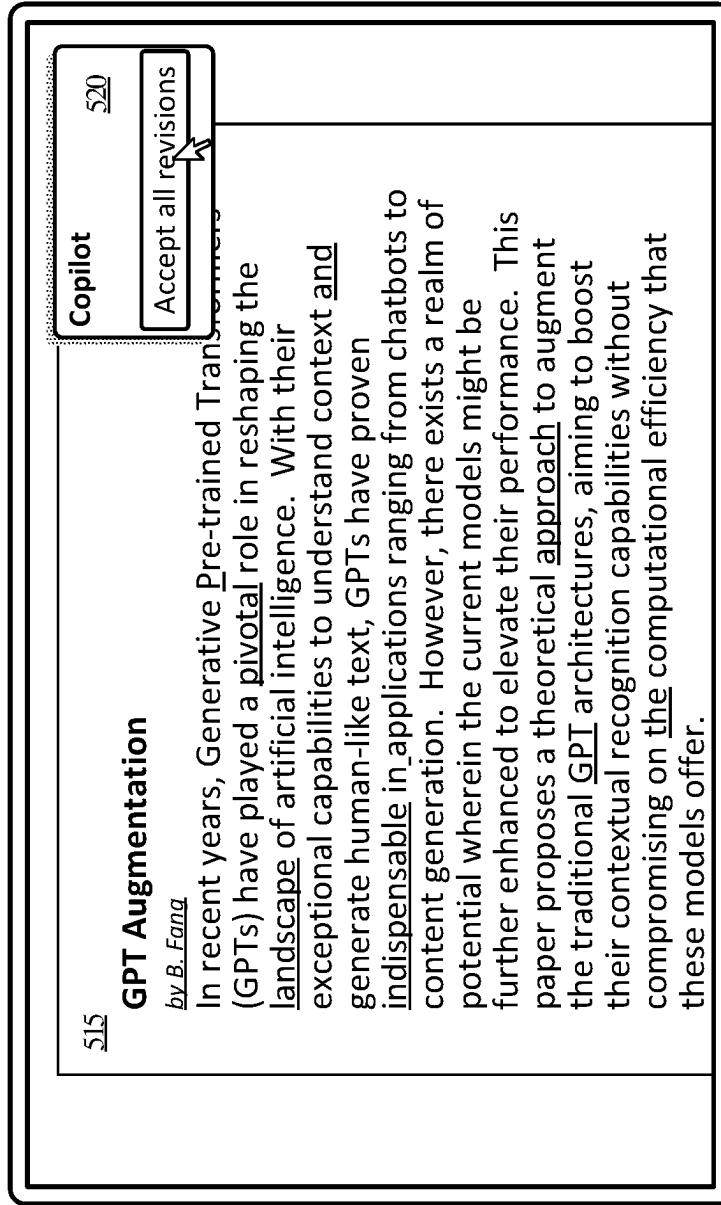 515
Copilot
520
Accept all revisions
GPT Augmentation
by B. Fang
In recent years, Generative Pre-trained Transformers
(GPTs) have played a pivotal role in reshaping the
landscape of artificial intelligence. With their
exceptional capabilities to understand context and
generate human-like text, GPTs have proven
indispensable in applications ranging from chatbots to
content generation. However, there exists a realm of
potential wherein the current models might be
further enhanced to elevate their performance. This
paper proposes a theoretical approach to augment
the traditional GPT architectures, aiming to boost
their contextual recognition capabilities without
compromising on the computational efficiency that
these models offer.